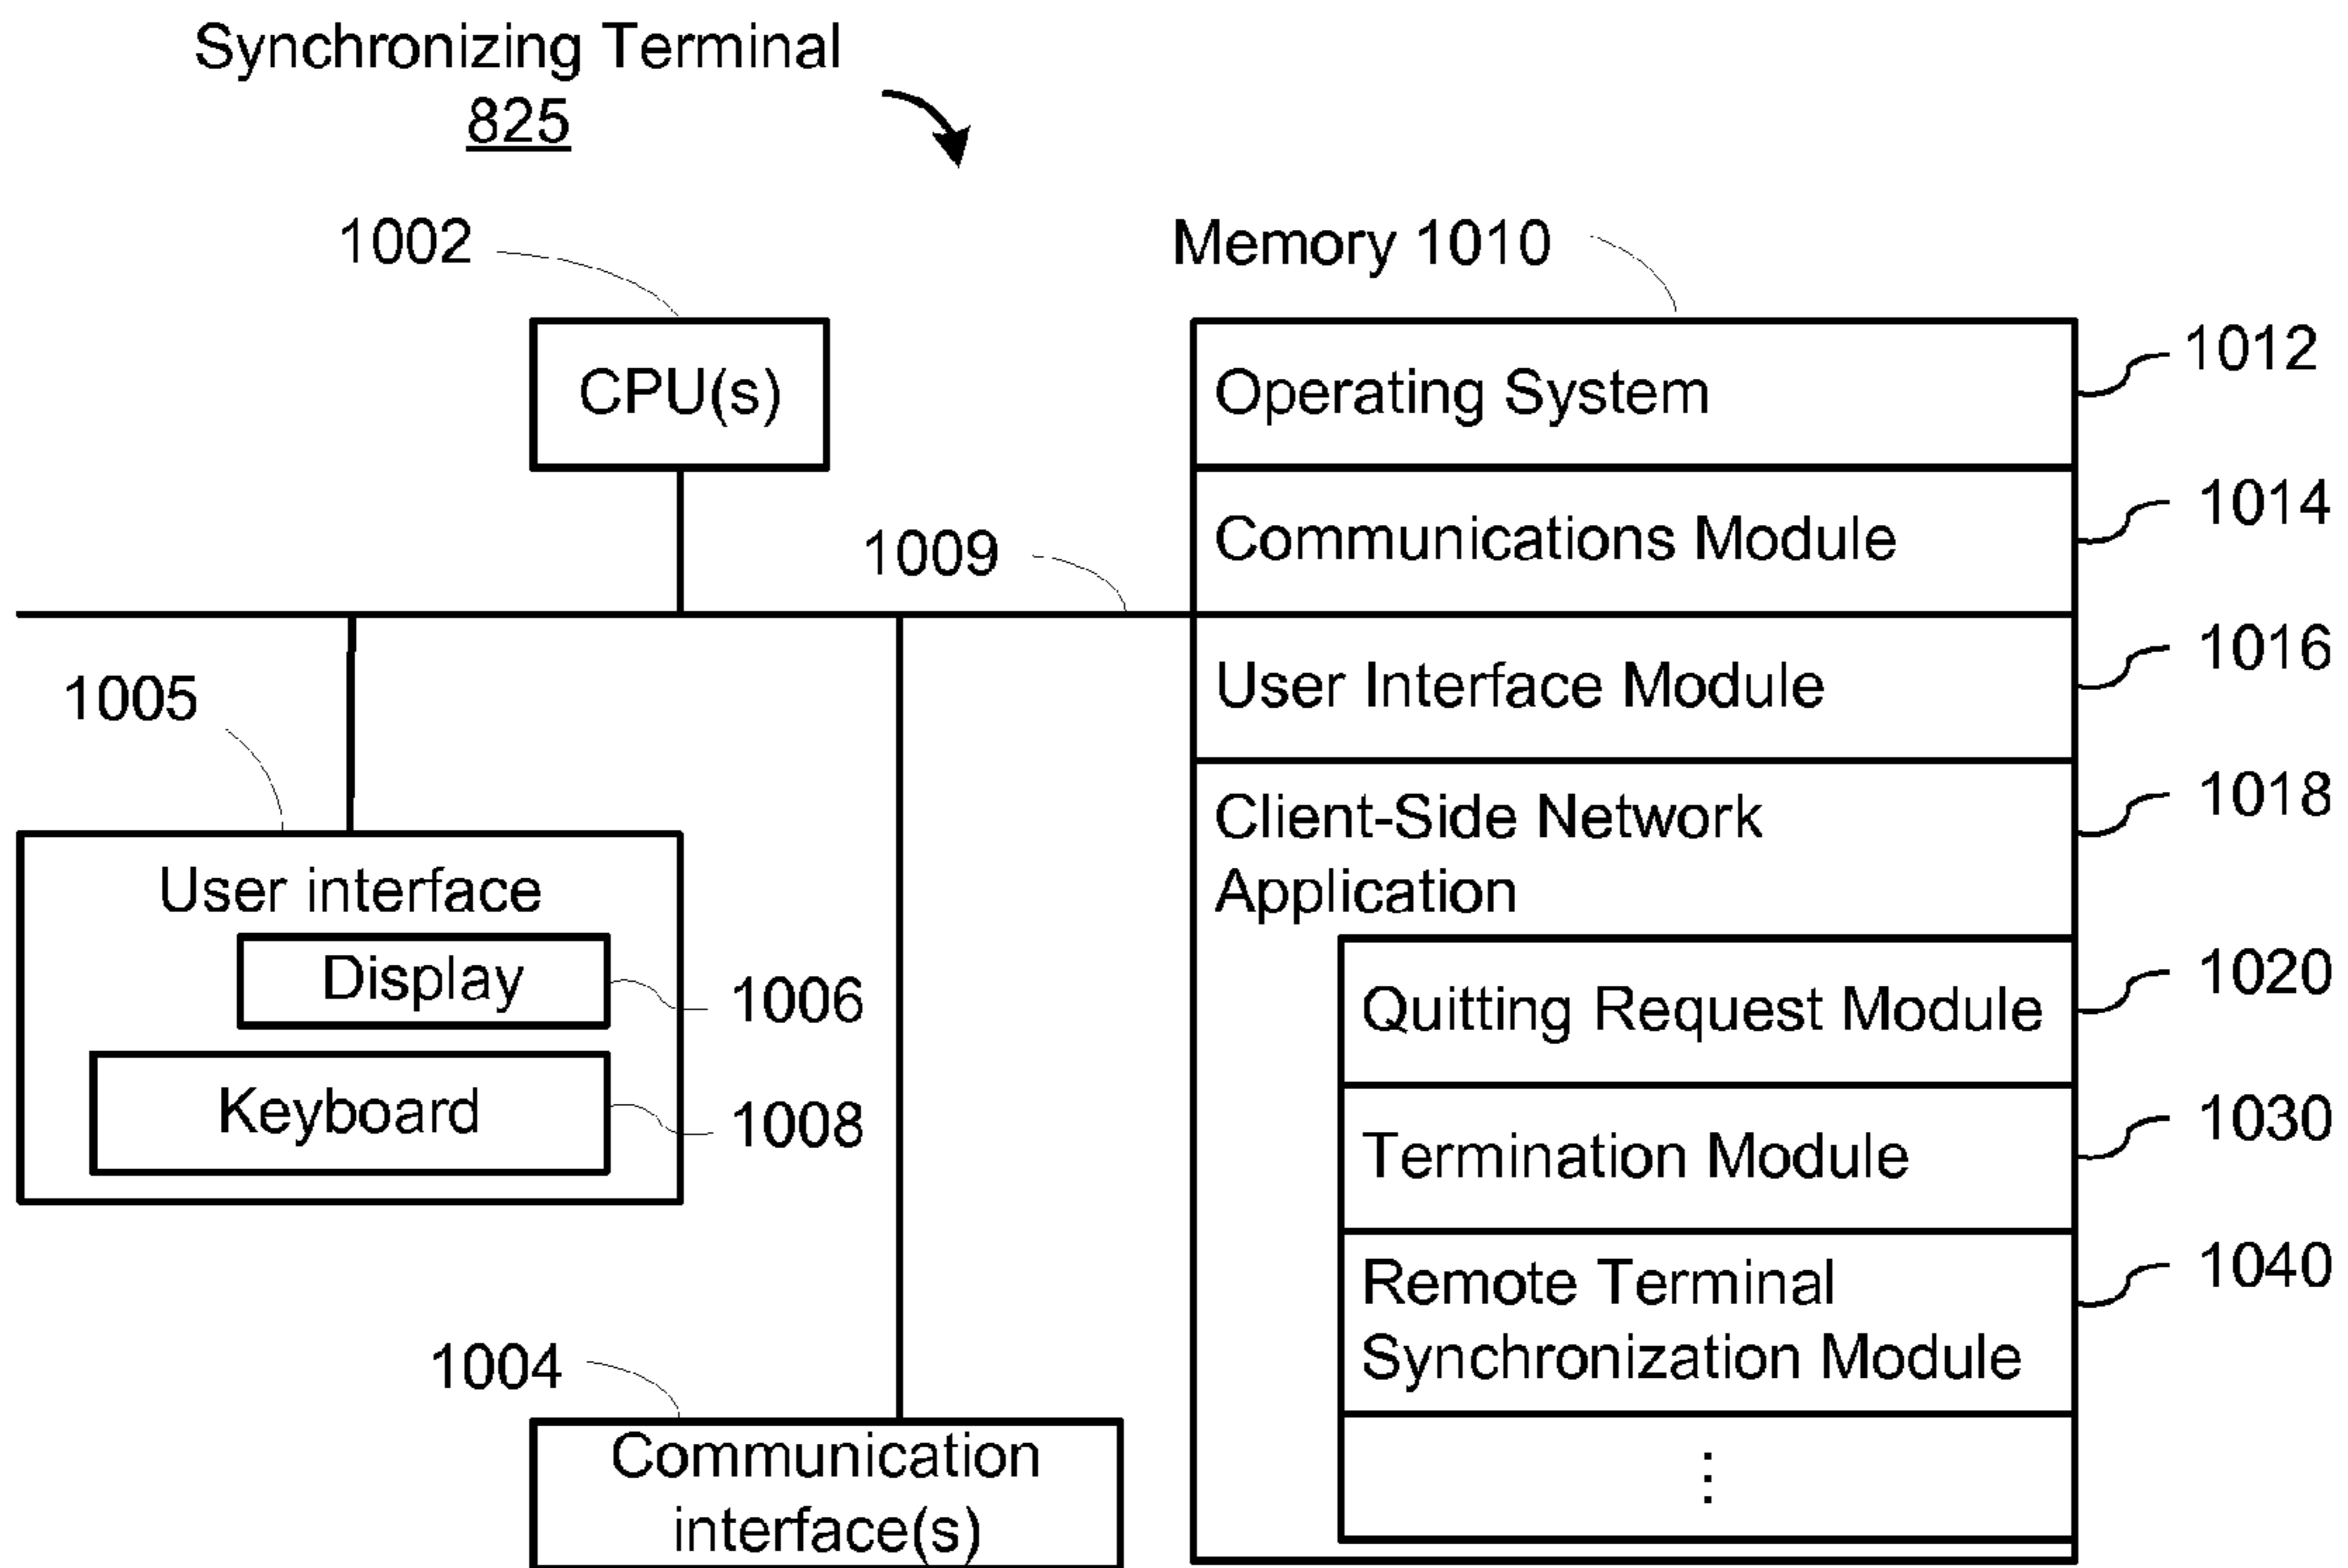 Synchronizing Terminal
825
1002
CPU(s)
1009
1005
User interface
Display
1006
Keyboard
1008
1004
Communication
interface(s)
Memory 1010
Operating System
1012
Communications Module
1014
User Interface Module
1016
Client-Side Network
Application
1018
Quitting Request Module
1020
Termination Module
1030
Remote Terminal
Synchronization Module
1040
⋮